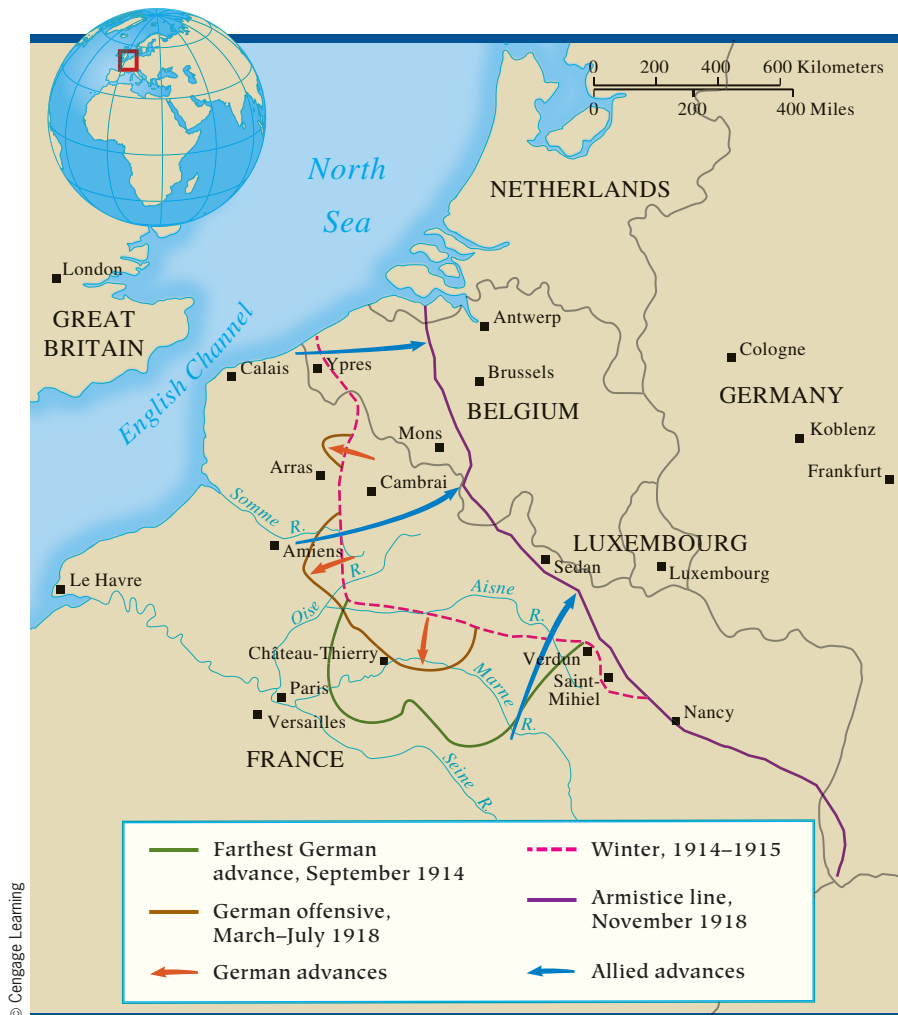 0 200 400 600 Kilometers
0 200 400 Miles
North
Sea
NETHERLANDS
London
GREAT
BRITAIN
English Channel
Antwerp
Calais
Ypres
Brussels
BELGIUM
Cologne
GERMANY
Koblenz
Frankfurt
Mons
Arras
Cambrai
Somme R.
Amiens
LUXEMBOURG
Luxembourg
Sedan
Le Havre
Oise R.
Aisne R.
Château-Thierry
Verdun
Saint-
Mihiel
Marne R.
Paris
Versailles
Nancy
FRANCE
Seine R.
Farthest German
advance, September 1914
German offensive,
March–July 1918
German advances
Winter, 1914–1915
Armistice line,
November 1918
Allied advances
© Cengage Learning